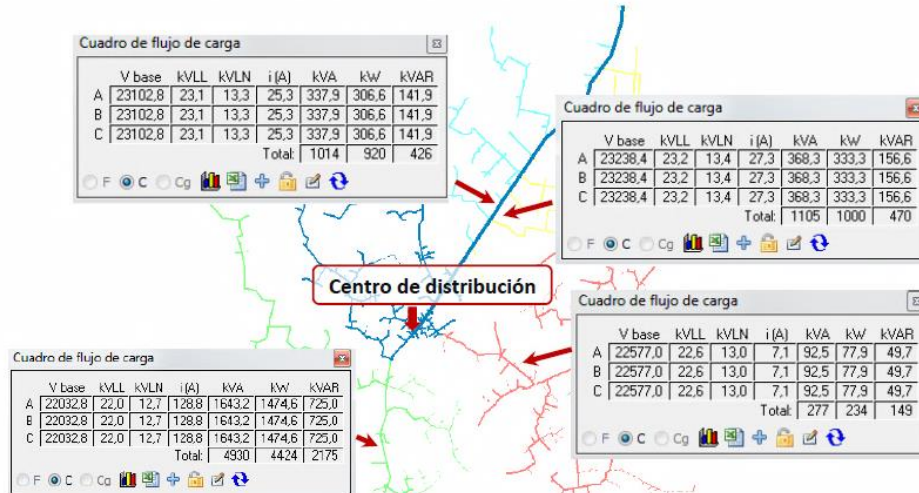 Cuadro de flujo de carga
V base kVLL kVLN i (A) kVA kW kVAR
A 23102,8 23,1 13,3 25,3 337,9 306,6 141,9
B 23102,8 23,1 13,3 25,3 337,9 306,6 141,9
C 23102,8 23,1 13,3 25,3 337,9 306,6 141,9
Total: 1014 920 426
F C Cg
Cuadro de flujo de carga
V base kVLL kVLN i (A) kVA kW kVAR
A 23238,4 23,2 13,4 27,3 368,3 333,3 156,6
B 23238,4 23,2 13,4 27,3 368,3 333,3 156,6
C 23238,4 23,2 13,4 27,3 368,3 333,3 156,6
Total: 1105 1000 470
F C Cg
Centro de distribución
Cuadro de flujo de carga
V base kVLL kVLN i (A) kVA kW kVAR
A 22577,0 22,6 13,0 7,1 92,5 77,9 49,7
B 22577,0 22,6 13,0 7,1 92,5 77,9 49,7
C 22577,0 22,6 13,0 7,1 92,5 77,9 49,7
Total: 277 234 149
F C Cg
Cuadro de flujo de carga
V base kVLL kVLN i (A) kVA kW kVAR
A 22032,8 22,0 12,7 128,8 1643,2 1474,6 725,0
B 22032,8 22,0 12,7 128,8 1643,2 1474,6 725,0
C 22032,8 22,0 12,7 128,8 1643,2 1474,6 725,0
Total: 4930 4424 2175
F C Cg